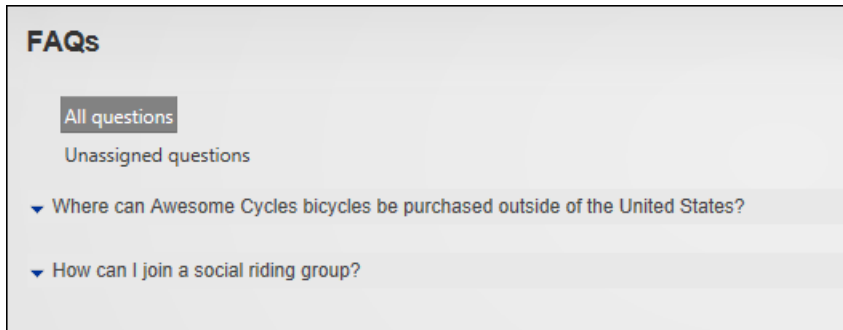 FAQs
All questions
Unassigned questions
Where can Awesome Cycles bicycles be purchased outside of the United States?
How can I join a social riding group?